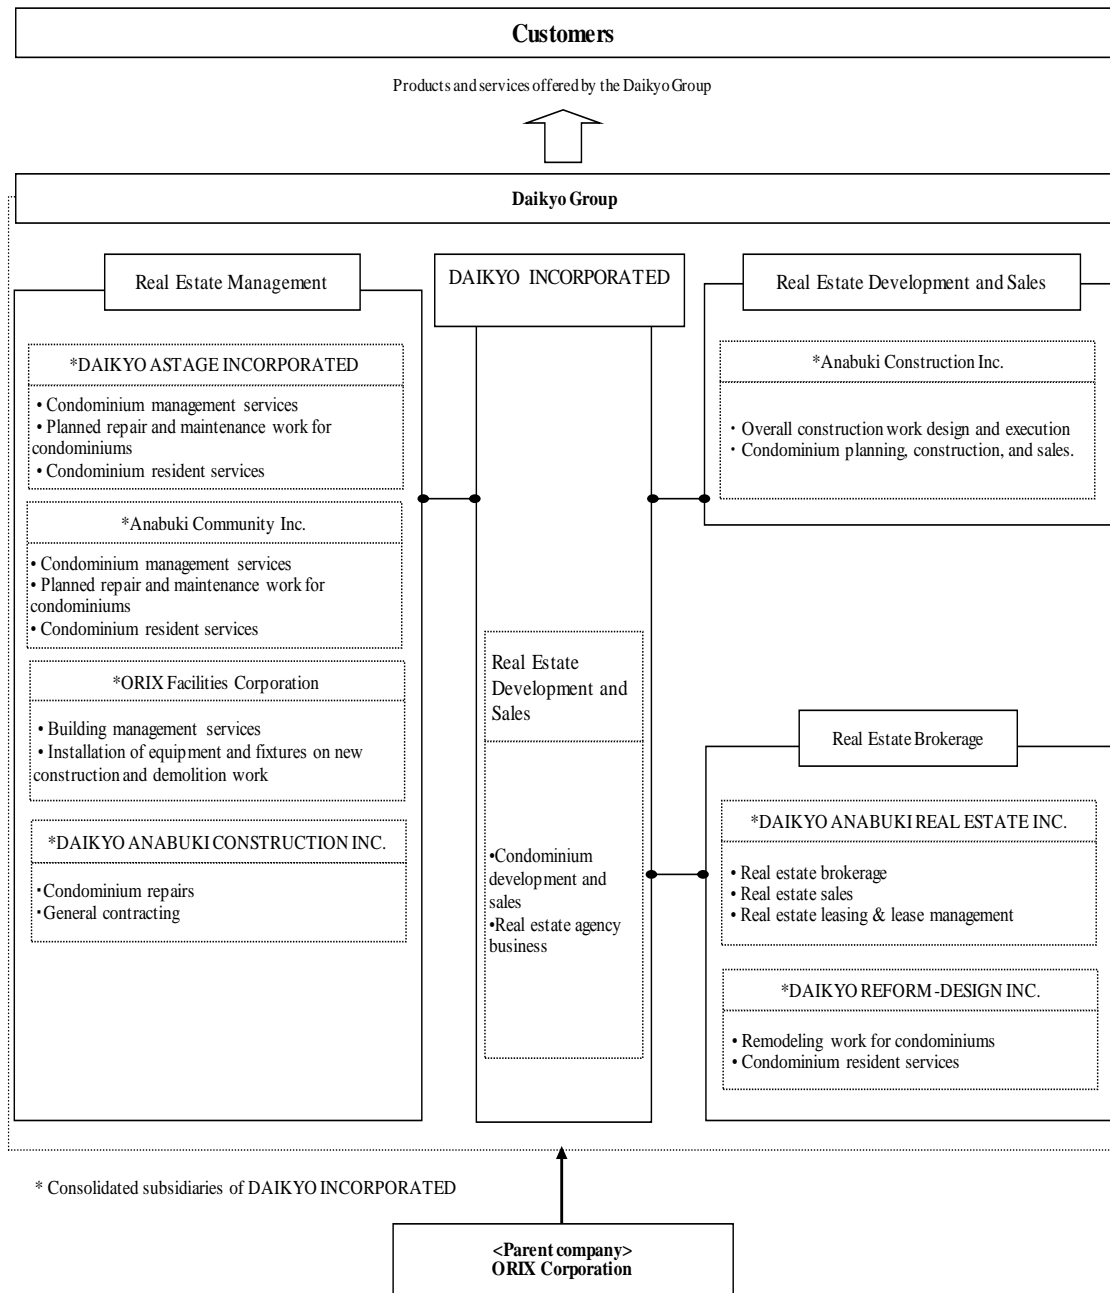 Customers
Products and services offered by the Daikyo Group
Daikyo Group
Real Estate Management
*DAIKYO ASTAGE INCORPORATED
• Condominium management services
• Planned repair and maintenance work for
condominiums
• Condominium resident services
*Anabuki Community Inc.
• Condominium management services
• Planned repair and maintenance work for
condominiums
• Condominium resident services
*ORIX Facilities Corporation
• Building management services
• Installation of equipment and fixtures on new
construction and demolition work
*DAIKYO ANABUKI CONSTRUCTION INC.
・Condominium repairs
・General contracting
DAIKYO INCORPORATED
Real Estate
Development and
Sales
•Condominium
development and
sales
•Real estate agency
business
Real Estate Development and Sales
*Anabuki Construction Inc.
・Overall construction work design and execution
・Condominium planning, construction, and sales.
Real Estate Brokerage
*DAIKYO ANABUKI REAL ESTATE INC.
• Real estate brokerage
• Real estate sales
• Real estate leasing & lease management
*DAIKYO REFORM-DESIGN INC.
• Remodeling work for condominiums
• Condominium resident services
* Consolidated subsidiaries of DAIKYO INCORPORATED
<Parent company>
ORIX Corporation